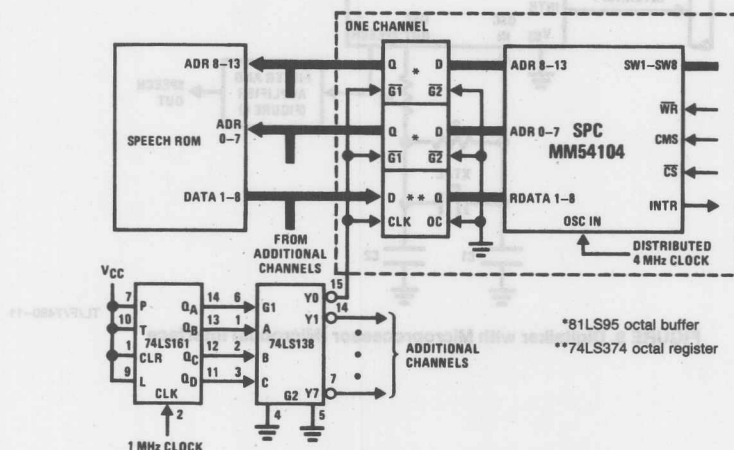 ONE CHANNEL
ADR 8-13
Q
*
D
ADR 8-13
SW1-SW8
G1
G2
WR
SPEECH ROM
ADR
0-7
Q
*
D
ADR 0-7
SPC
MM54104
CMS
G1
G2
CS
DATA 1-8
D
**
Q
RDATA 1-8
INTR
CLK
OC
OSC IN
FROM
ADDITIONAL
CHANNELS
DISTRIBUTED
4 MHz CLOCK
VCC
15
7
P
QA
14
6
G1
Y0
14
10
T
QB
13
1
A
Y1
74LS161
74LS138
1
CLR
QC
12
2
B
ADDITIONAL
CHANNELS
9
L
QD
11
3
C
7
Y7
CLK
G2
2
4
5
1 MHz CLOCK
*81LS95 octal buffer
**74LS374 octal register